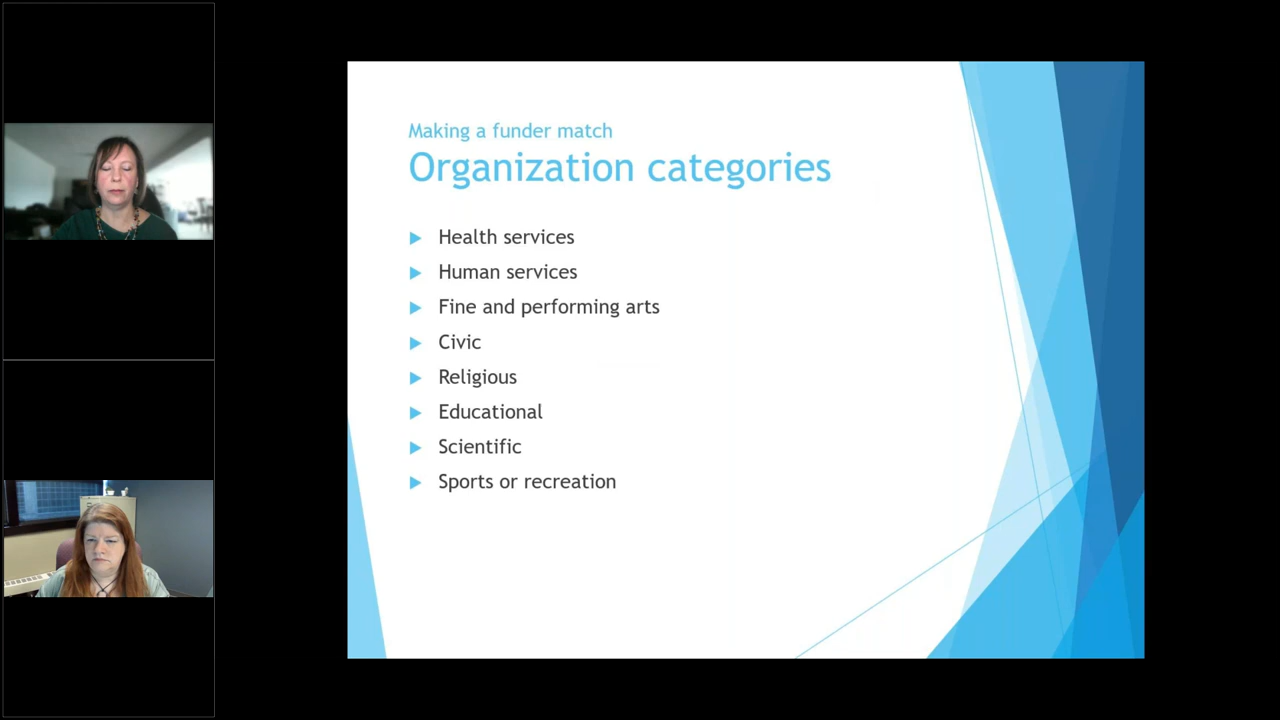 Making a funder match
Organization categories
Health services
Human services
Fine and performing arts
Civic
Religious
Educational
Scientific
Sports or recreation